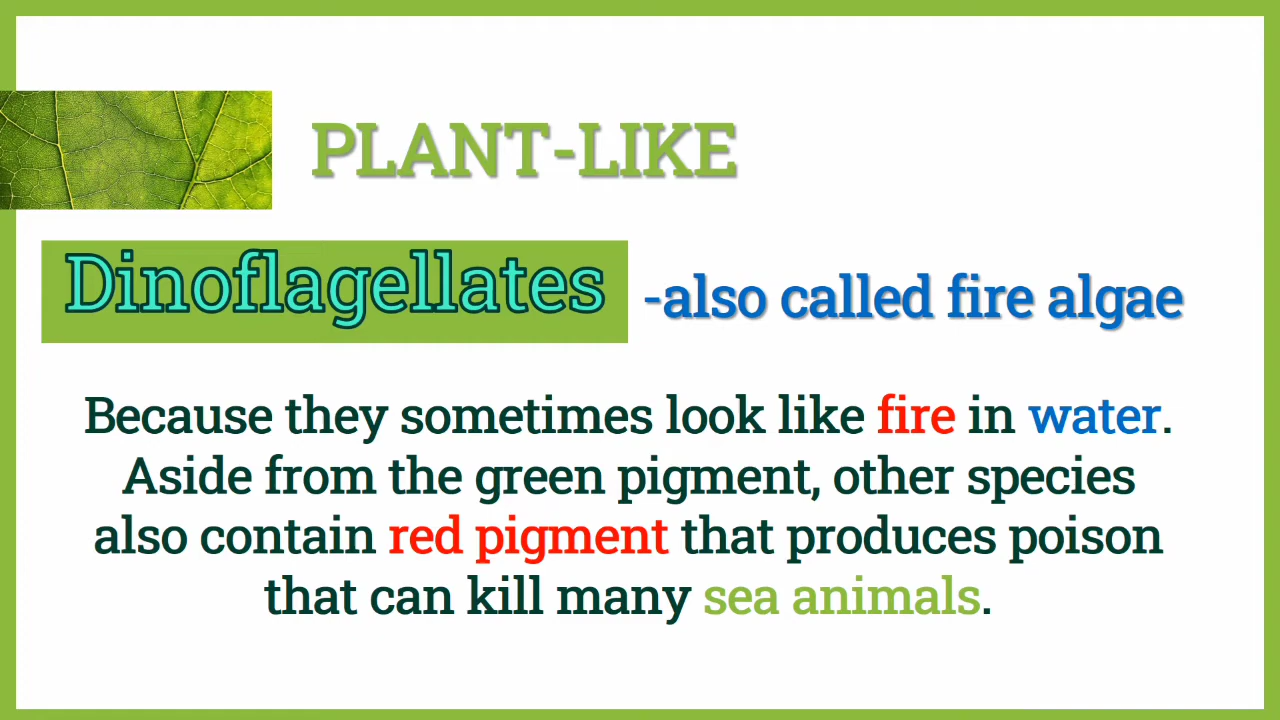 PLANT-LIKE
Dinoflagellates
-also called fire algae
Because they sometimes look like fire in water.
Aside from the green pigment, other species
also contain red pigment that produces poison
that can kill many sea animals.